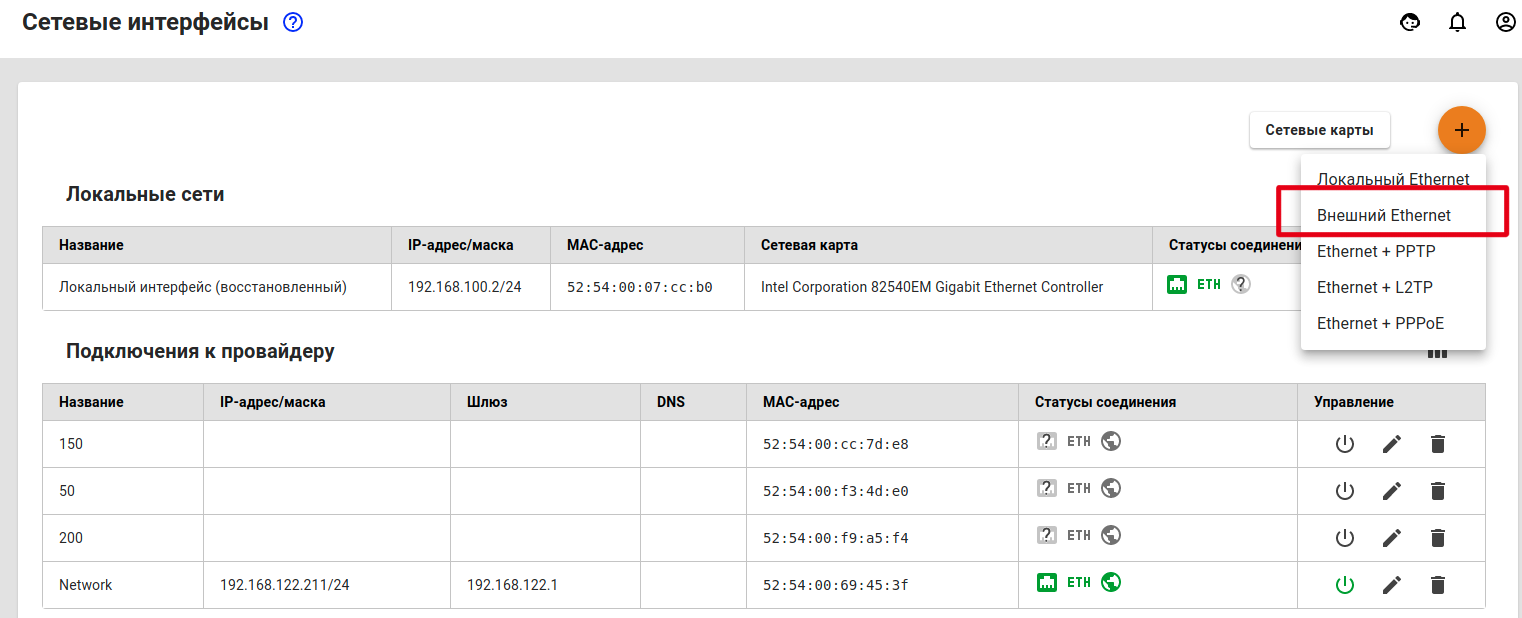 Сетевые интерфейсы ?
Сетевые карты +
Локальный Ethernet
Внешний Ethernet
Ethernet + PPTP
Ethernet + L2TP
Ethernet + PPPoE
Локальные сети
Название IP-адрес/маска MAC-адрес Сетевая карта Статусы соединени
Локальный интерфейс (восстановленный) 192.168.100.2/24 52:54:00:07:cc:b0 Intel Corporation 82540EM Gigabit Ethernet Controller ETH ?
Подключения к провайдеру
Название IP-адрес/маска Шлюз DNS MAC-адрес Статусы соединения Управление
150 52:54:00:cc:7d:e8 ? ETH
50 52:54:00:f3:4d:e0 ? ETH
200 52:54:00:f9:a5:f4 ? ETH
Network 192.168.122.211/24 192.168.122.1 52:54:00:69:45:3f ETH